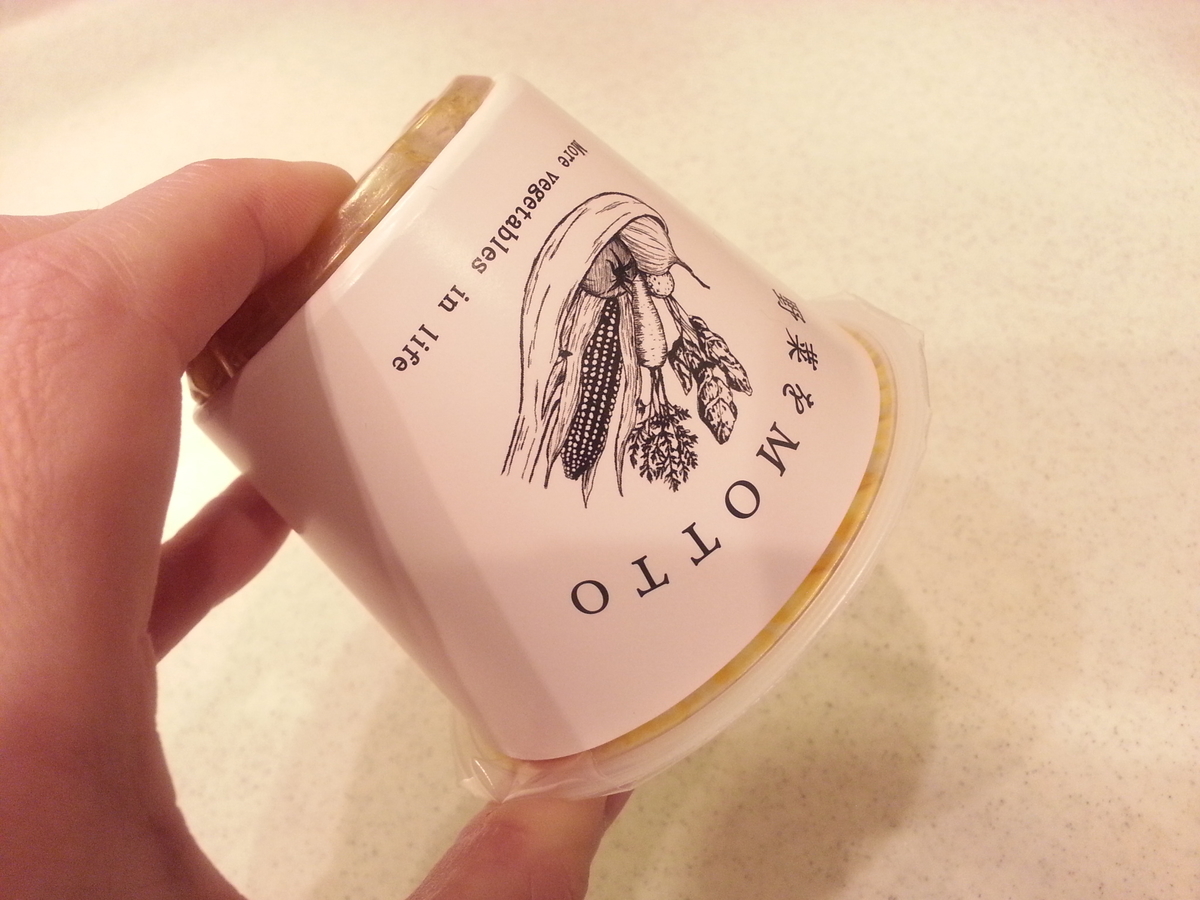 野菜をMOTTO
More vegetables in life